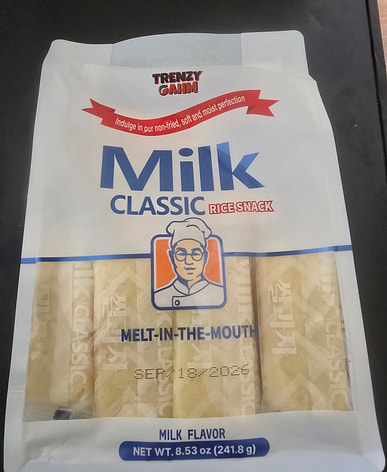 TRENZY
GAHM
Indulge in our non-fried, soft and moist perfection
Milk
CLASSIC RICE SNACK
MELT-IN-THE-MOUTH
SEP/18/2026
MILK FLAVOR
NET WT. 8.53 oz (241.8 g)